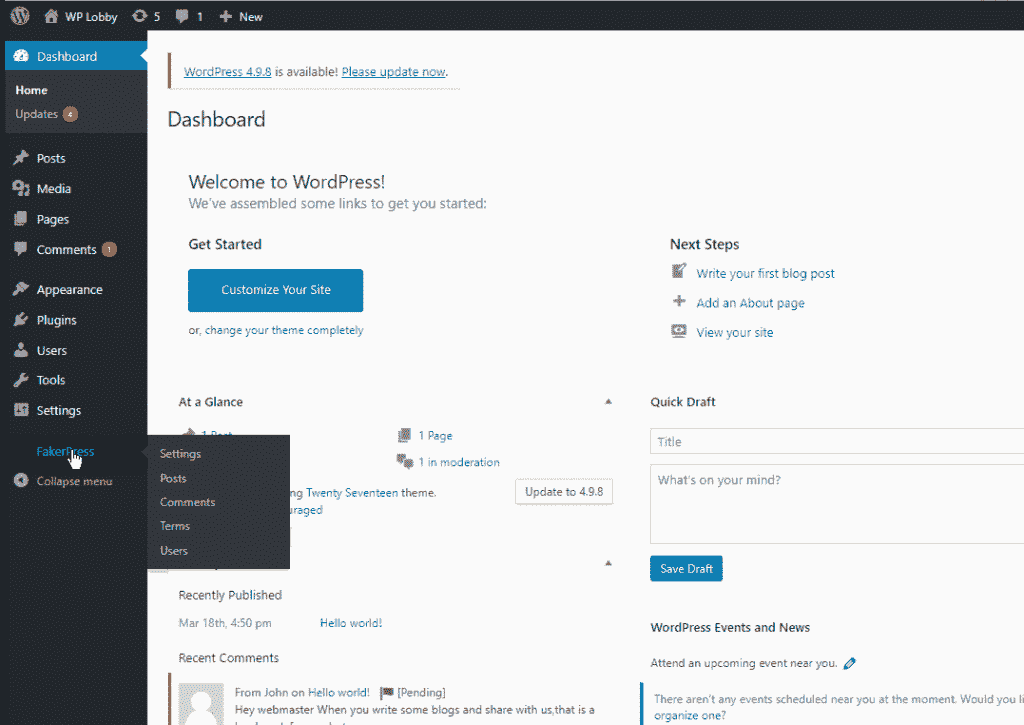 WP Lobby 5 1 New
Dashboard
Home
Updates 4
Posts
Media
Pages
Comments 1
Appearance
Plugins
Users
Tools
Settings
FakerPress
Collapse menu
Settings
Posts
Comments
Terms
Users
WordPress 4.9.8 is available! Please update now.
Dashboard
Welcome to WordPress!
We've assembled some links to get you started:
Get Started
Customize Your Site
or, change your theme completely
Next Steps
Write your first blog post
Add an About page
View your site
At a Glance
1 Post
1 Page
1 in moderation
ng Twenty Seventeen theme.
Update to 4.9.8
uraged
Recently Published
Mar 18th, 4:50 pm Hello world!
Recent Comments
From John on Hello world! [Pending]
Hey webmaster When you write some blogs and share with us,that is a
Quick Draft
Title
What's on your mind?
Save Draft
WordPress Events and News
Attend an upcoming event near you.
There aren't any events scheduled near you at the moment. Would you li
organize one?